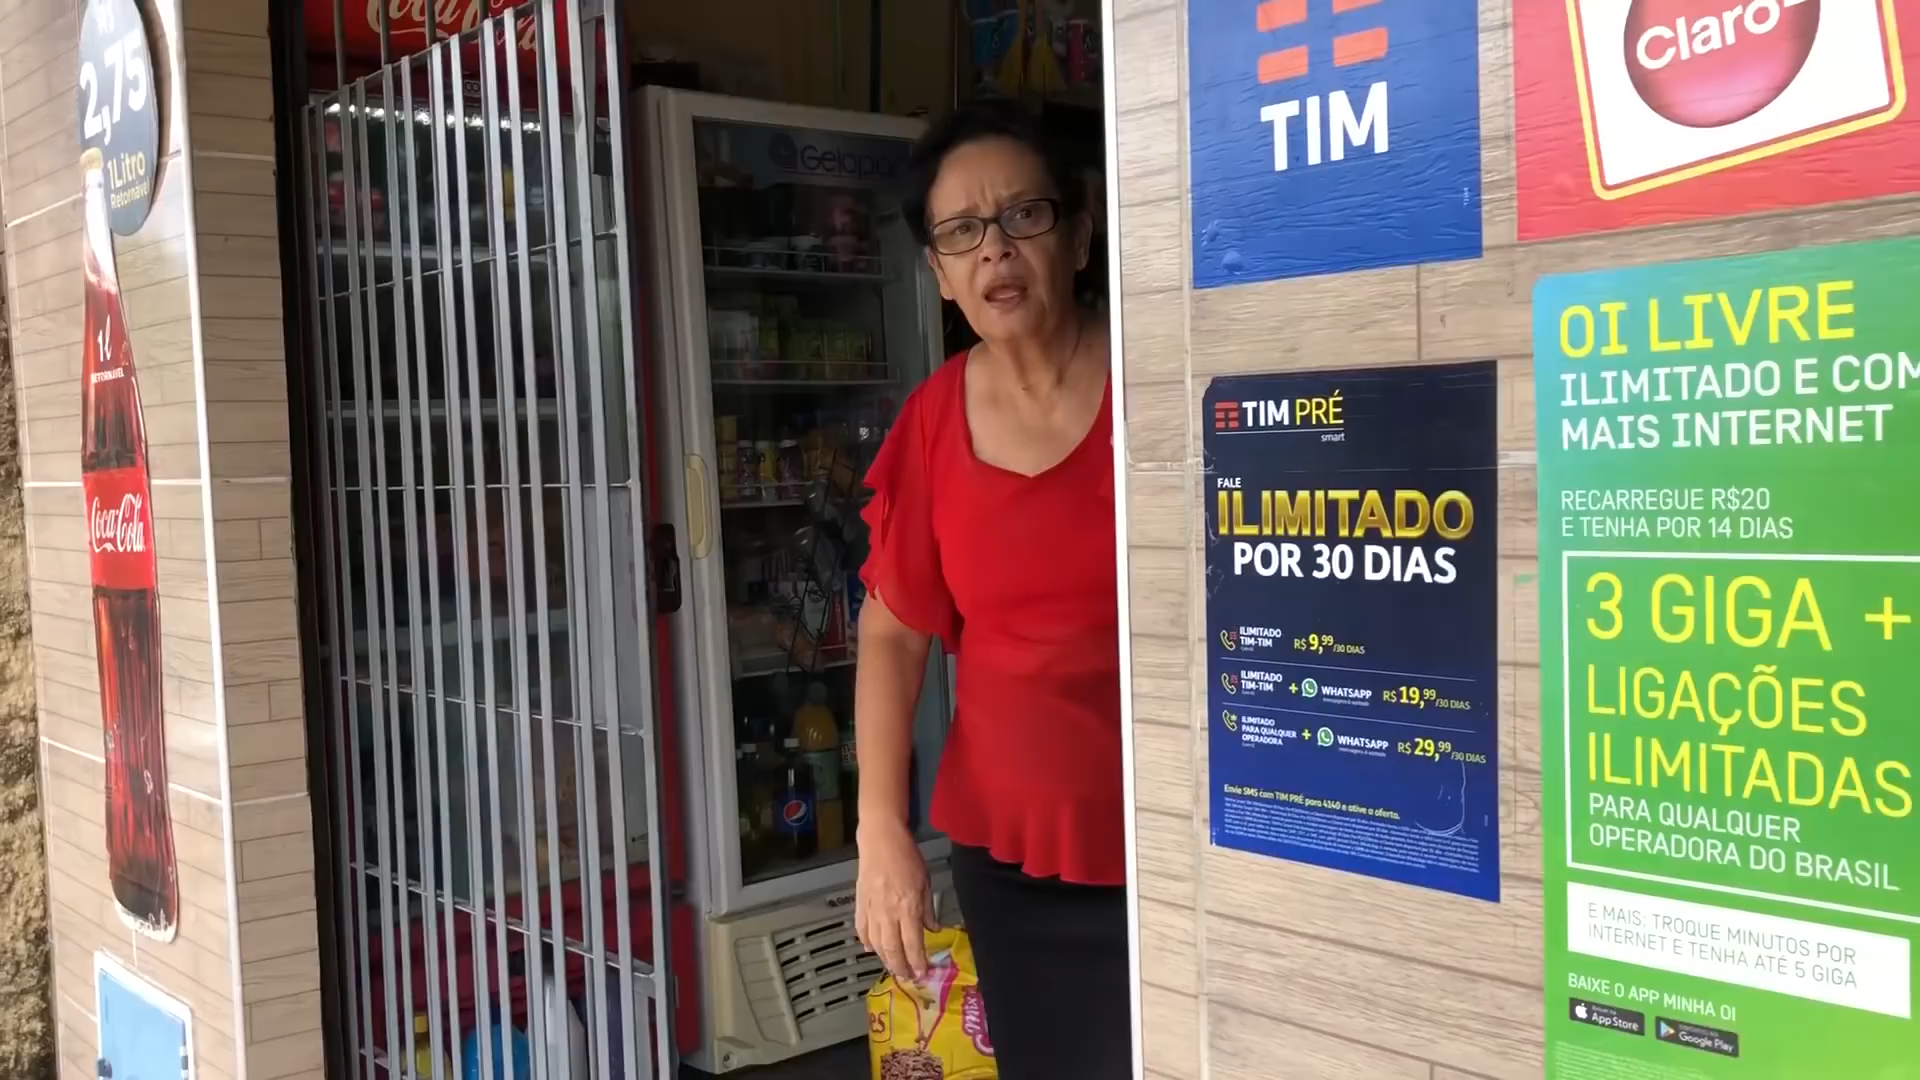 Coca-Cola
2,75
1Litro
Retornável
1l
RETORNÁVEL
Coca-Cola
Gelopar
TIM
Claro
TIM PRÉ
smart
FALE
ILIMITADO
POR 30 DIAS
ILIMITADO
TIM-TIM
R$ 9,99/30 DIAS
ILIMITADO
TIM-TIM
+ WHATSAPP
R$ 19,99/30 DIAS
ILIMITADO
PARA QUALQUER
OPERADORA
+ WHATSAPP
R$ 29,99/30 DIAS
Envie SMS com TIM PRÉ para 4140 e ative a oferta.
OI LIVRE
ILIMITADO E COM
MAIS INTERNET
RECARREGUE R$20
E TENHA POR 14 DIAS
3 GIGA +
LIGAÇÕES
ILIMITADAS
PARA QUALQUER
OPERADORA DO BRASIL
E MAIS: TROQUE MINUTOS POR
INTERNET E TENHA ATÉ 5 GIGA
BAIXE O APP MINHA OI
App Store
Google Play
pepsi